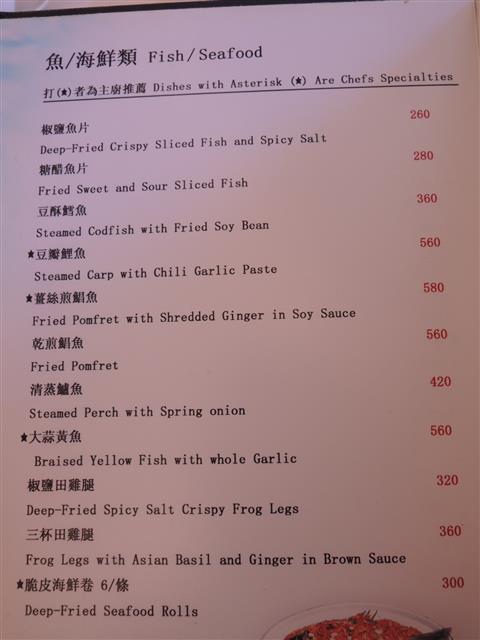 魚/海鮮類 Fish/Seafood
打(★)者為主廚推薦 Dishes with Asterisk (★) Are Chefs Specialties
椒鹽魚片 260
Deep-Fried Crispy Sliced Fish and Spicy Salt
糖醋魚片 280
Fried Sweet and Sour Sliced Fish
豆酥鱈魚 360
Steamed Codfish with Fried Soy Bean
★豆瓣鯉魚 560
Steamed Carp with Chili Garlic Paste
★薑絲煎鯧魚 580
Fried Pomfret with Shredded Ginger in Soy Sauce
乾煎鯧魚 560
Fried Pomfret
清蒸鱸魚 420
Steamed Perch with Spring onion
★大蒜黃魚 560
Braised Yellow Fish with whole Garlic
椒鹽田雞腿 320
Deep-Fried Spicy Salt Crispy Frog Legs
三杯田雞腿 360
Frog Legs with Asian Basil and Ginger in Brown Sauce
★脆皮海鮮卷 6/條 300
Deep-Fried Seafood Rolls